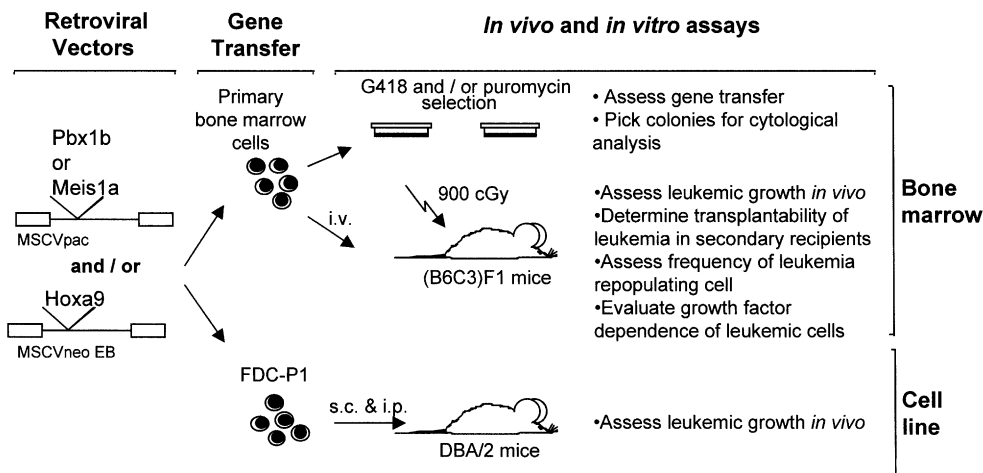 Retroviral
Vectors
Gene
Transfer
In vivo and in vitro assays
Pbx1b
or
Meis1a
MSCVpac
and / or
Hoxa9
MSCVneo EB
Primary
bone marrow
cells
i.v.
FDC-P1
s.c. & i.p.
G418 and / or puromycin
selection
900 cGy
(B6C3)F1 mice
DBA/2 mice
• Assess gene transfer
• Pick colonies for cytological
analysis
•Assess leukemic growth in vivo
•Determine transplantability of
leukemia in secondary recipients
•Assess frequency of leukemia
repopulating cell
•Evaluate growth factor
dependence of leukemic cells
•Assess leukemic growth in vivo
Bone
marrow
Cell
line